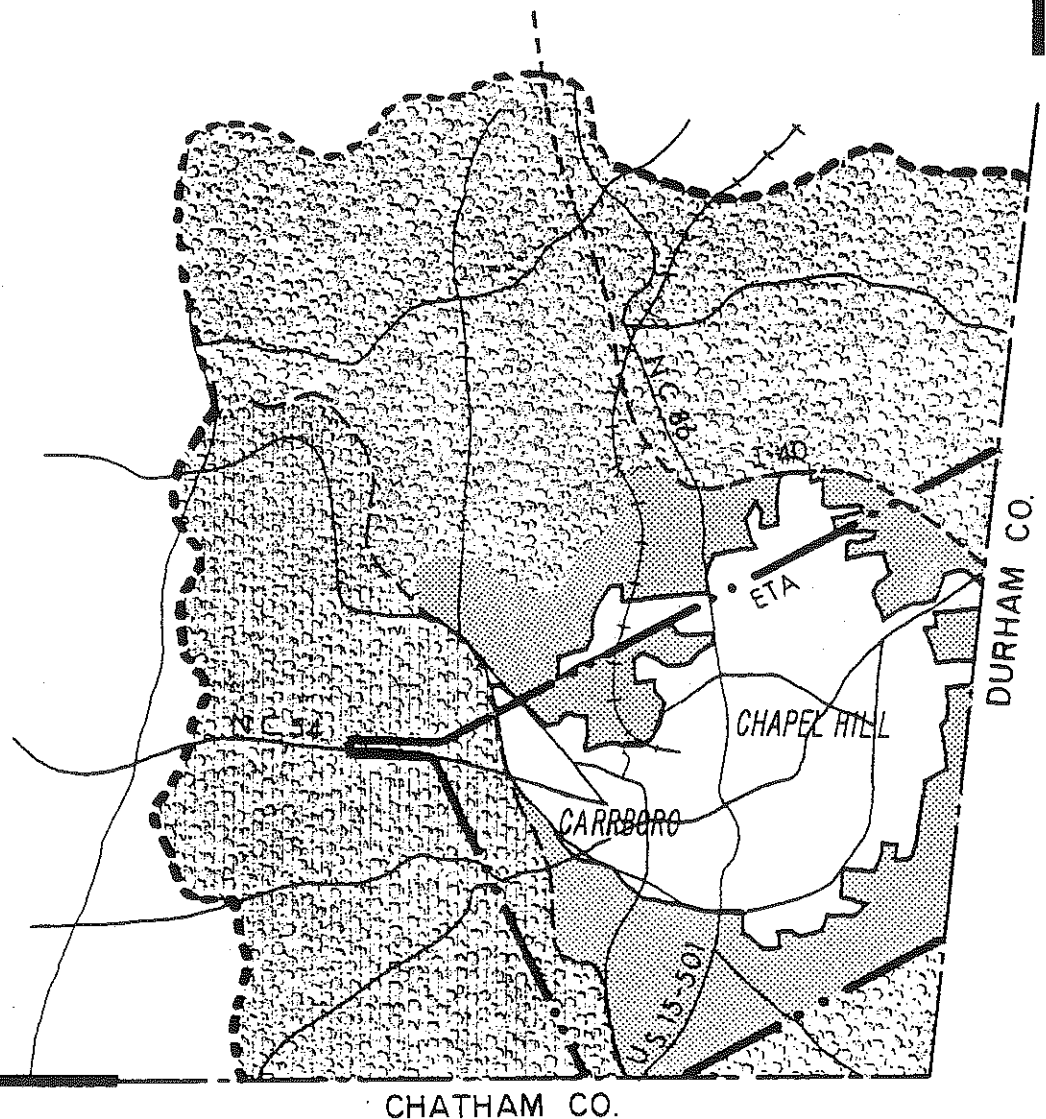 N C 86
I-40
DURHAM CO.
ETA
CHAPEL HILL
N C 54
CARRBORO
U S 15-501
CHATHAM CO.